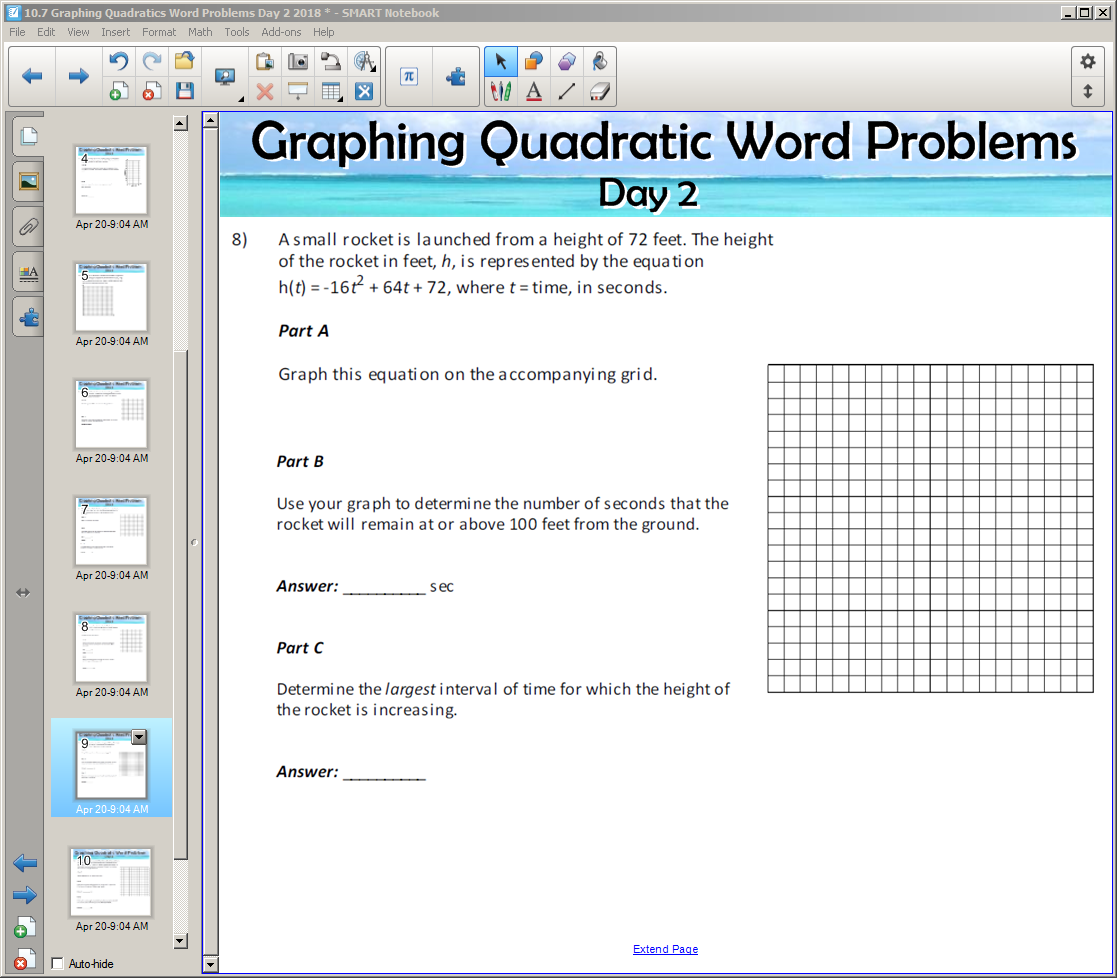 10.7 Graphing Quadratics Word Problems Day 2 2018 * - SMART Notebook
File Edit View Insert Format Math Tools Add-ons Help
π
A
A
Graphing Quadratic Word Problems
Day 2
8) A small rocket is launched from a height of 72 feet. The height
of the rocket in feet, h, is represented by the equation
h(t) = -16t² + 64t + 72, where t = time, in seconds.
Part A
Graph this equation on the accompanying grid.
Part B
Use your graph to determine the number of seconds that the
rocket will remain at or above 100 feet from the ground.
Answer: __________ sec
Part C
Determine the largest interval of time for which the height of
the rocket is increasing.
Answer: __________
Extend Page
4
Apr 20-9:04 AM
5
Apr 20-9:04 AM
6
Apr 20-9:04 AM
7
Apr 20-9:04 AM
8
Apr 20-9:04 AM
9
Apr 20-9:04 AM
10
Apr 20-9:04 AM
Auto-hide